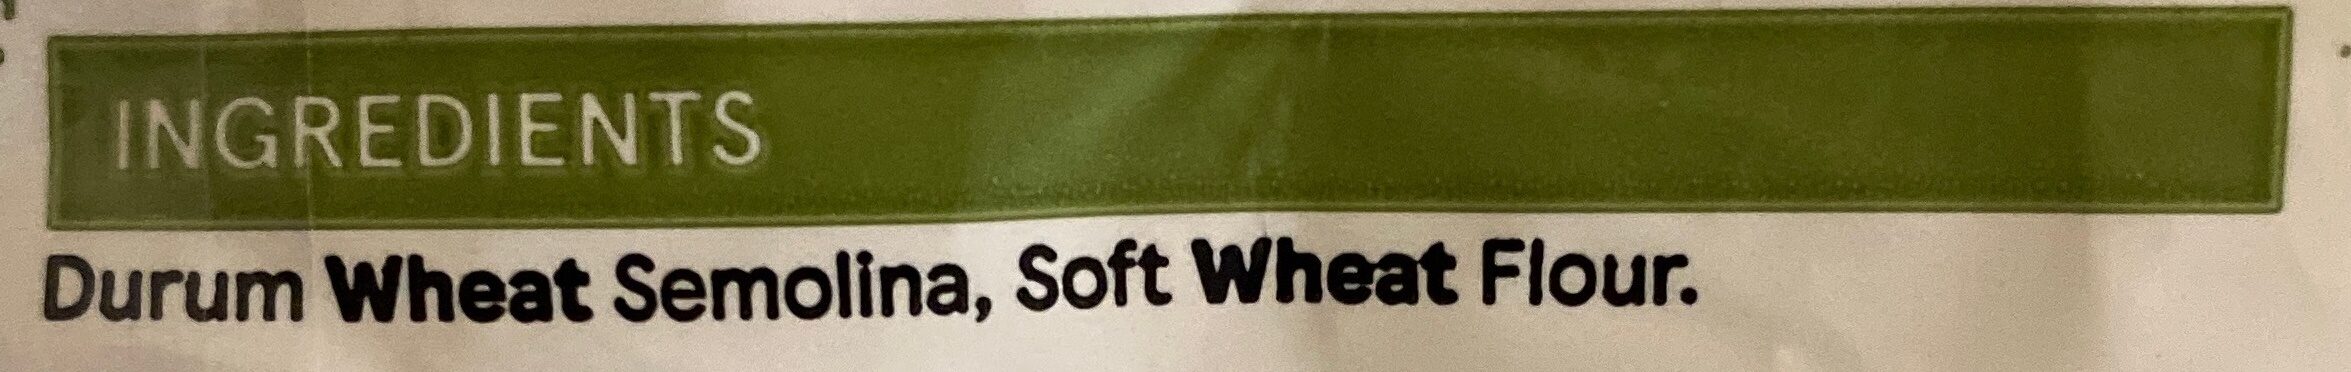 INGREDIENTS
Durum Wheat Semolina, Soft Wheat Flour.